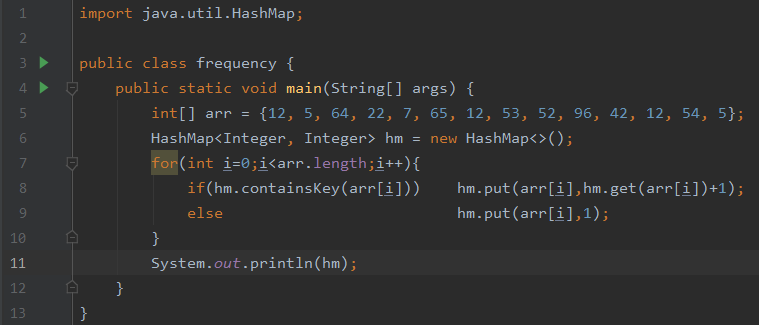 1 import java.util.HashMap;
2
3 public class frequency {
4 public static void main(String[] args) {
5 int[] arr = {12, 5, 64, 22, 7, 65, 12, 53, 52, 96, 42, 12, 54, 5};
6 HashMap<Integer, Integer> hm = new HashMap<>();
7 for(int i=0;i<arr.length;i++){
8 if(hm.containsKey(arr[i])) hm.put(arr[i],hm.get(arr[i])+1);
9 else hm.put(arr[i],1);
10 }
11 System.out.println(hm);
12 }
13 }